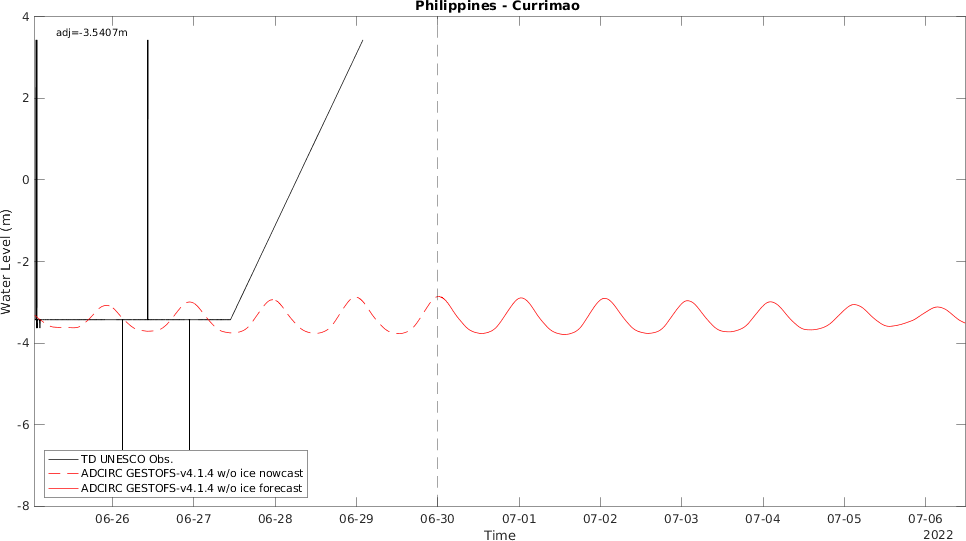 Philippines - Currimao
adj=-3.5407m
Water Level (m)
4
2
0
-2
-4
-6
-8
TD UNESCO Obs.
ADCIRC GESTOFS-v4.1.4 w/o ice nowcast
ADCIRC GESTOFS-v4.1.4 w/o ice forecast
06-26 06-27 06-28 06-29 06-30 07-01 07-02 07-03 07-04 07-05 07-06
Time
2022